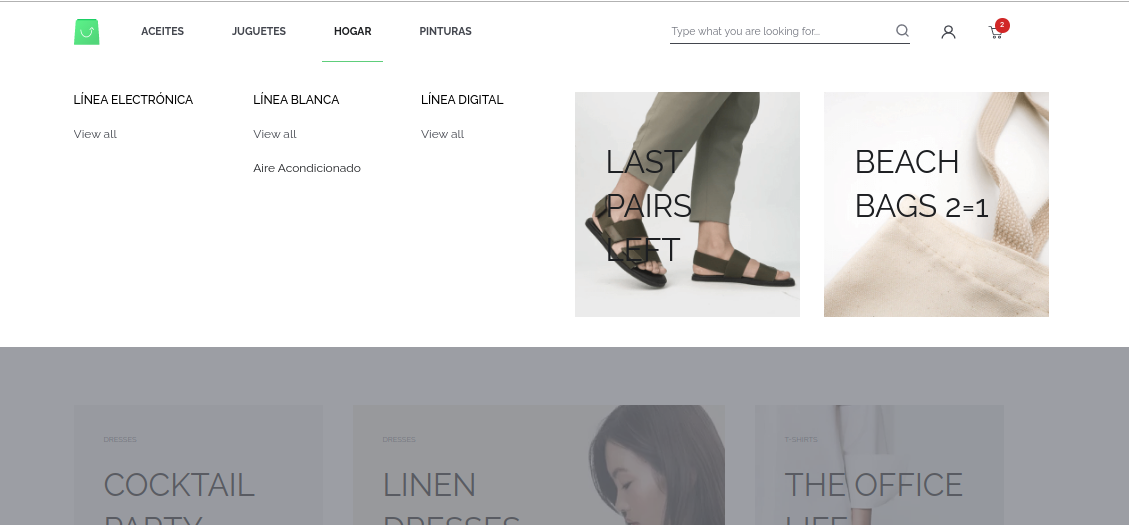 ACEITES JUGUETES HOGAR PINTURAS Type what you are looking for... 2
LÍNEA ELECTRÓNICA LÍNEA BLANCA LÍNEA DIGITAL
View all View all View all
Aire Acondicionado
LAST
PAIRS
LEFT
BEACH
BAGS 2=1
DRESSES
COCKTAIL
PARTY
DRESSES
LINEN
DRESSES
T-SHIRTS
THE OFFICE
LIFE